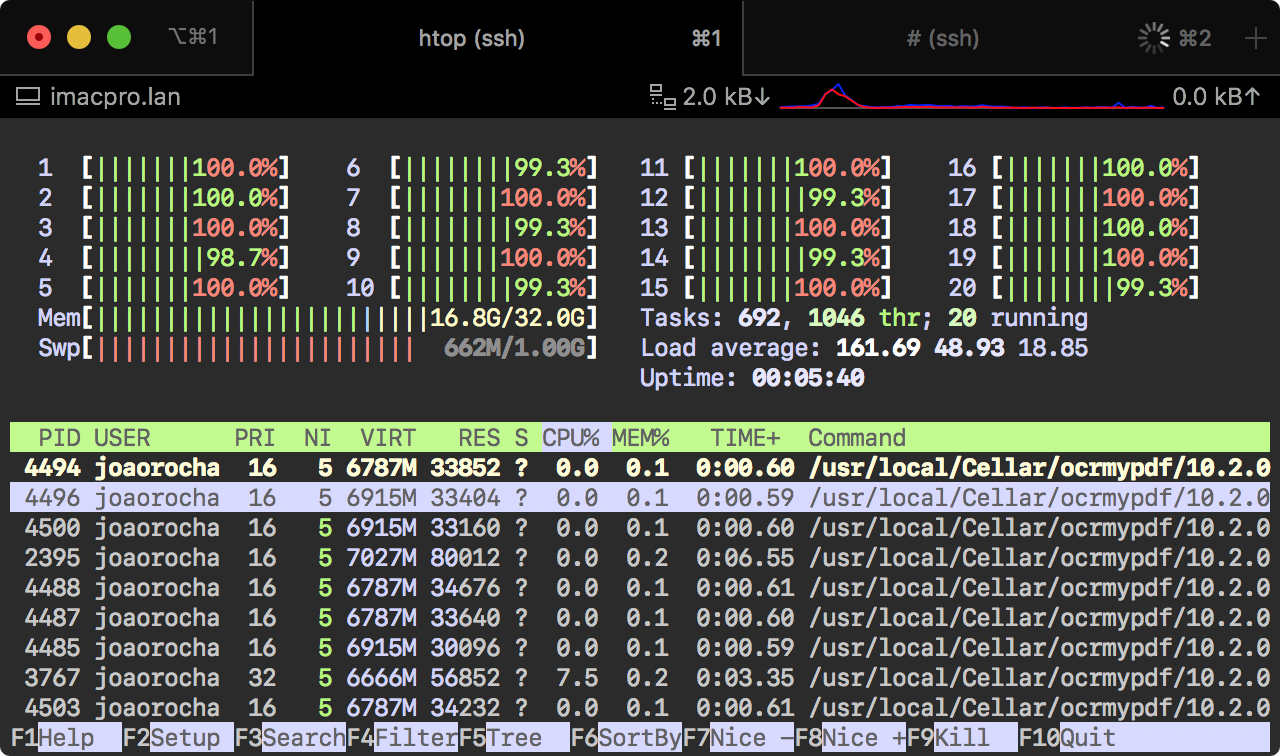 ⌥⌘1 htop (ssh) ⌘1 # (ssh) ⌘2 +
imacpro.lan 2.0 kB↓ 0.0 kB↑
1 [|||||||100.0%] 6 [||||||||99.3%] 11 [|||||||100.0%] 16 [|||||||100.0%]
2 [|||||||100.0%] 7 [|||||||100.0%] 12 [||||||||99.3%] 17 [|||||||100.0%]
3 [|||||||100.0%] 8 [||||||||99.3%] 13 [|||||||100.0%] 18 [|||||||100.0%]
4 [||||||||98.7%] 9 [|||||||100.0%] 14 [||||||||99.3%] 19 [|||||||100.0%]
5 [|||||||100.0%] 10 [||||||||99.3%] 15 [|||||||100.0%] 20 [||||||||99.3%]
Mem[||||||||||||||||||||||||16.8G/32.0G] Tasks: 692, 1046 thr; 20 running
Swp[||||||||||||||||||||||| 662M/1.00G] Load average: 161.69 48.93 18.85
Uptime: 00:05:40
PID USER PRI NI VIRT RES S CPU% MEM% TIME+ Command
4494 joaorocha 16 5 6787M 33852 ? 0.0 0.1 0:00.60 /usr/local/Cellar/ocrmypdf/10.2.0
4496 joaorocha 16 5 6915M 33404 ? 0.0 0.1 0:00.59 /usr/local/Cellar/ocrmypdf/10.2.0
4500 joaorocha 16 5 6915M 33160 ? 0.0 0.1 0:00.60 /usr/local/Cellar/ocrmypdf/10.2.0
2395 joaorocha 16 5 7027M 80012 ? 0.0 0.2 0:06.55 /usr/local/Cellar/ocrmypdf/10.2.0
4488 joaorocha 16 5 6787M 34676 ? 0.0 0.1 0:00.61 /usr/local/Cellar/ocrmypdf/10.2.0
4487 joaorocha 16 5 6787M 33640 ? 0.0 0.1 0:00.60 /usr/local/Cellar/ocrmypdf/10.2.0
4485 joaorocha 16 5 6915M 30096 ? 0.0 0.1 0:00.59 /usr/local/Cellar/ocrmypdf/10.2.0
3767 joaorocha 32 5 6666M 56852 ? 7.5 0.2 0:03.35 /usr/local/Cellar/ocrmypdf/10.2.0
4503 joaorocha 16 5 6787M 34232 ? 0.0 0.1 0:00.61 /usr/local/Cellar/ocrmypdf/10.2.0
F1Help F2Setup F3SearchF4FilterF5Tree F6SortByF7Nice -F8Nice +F9Kill F10Quit